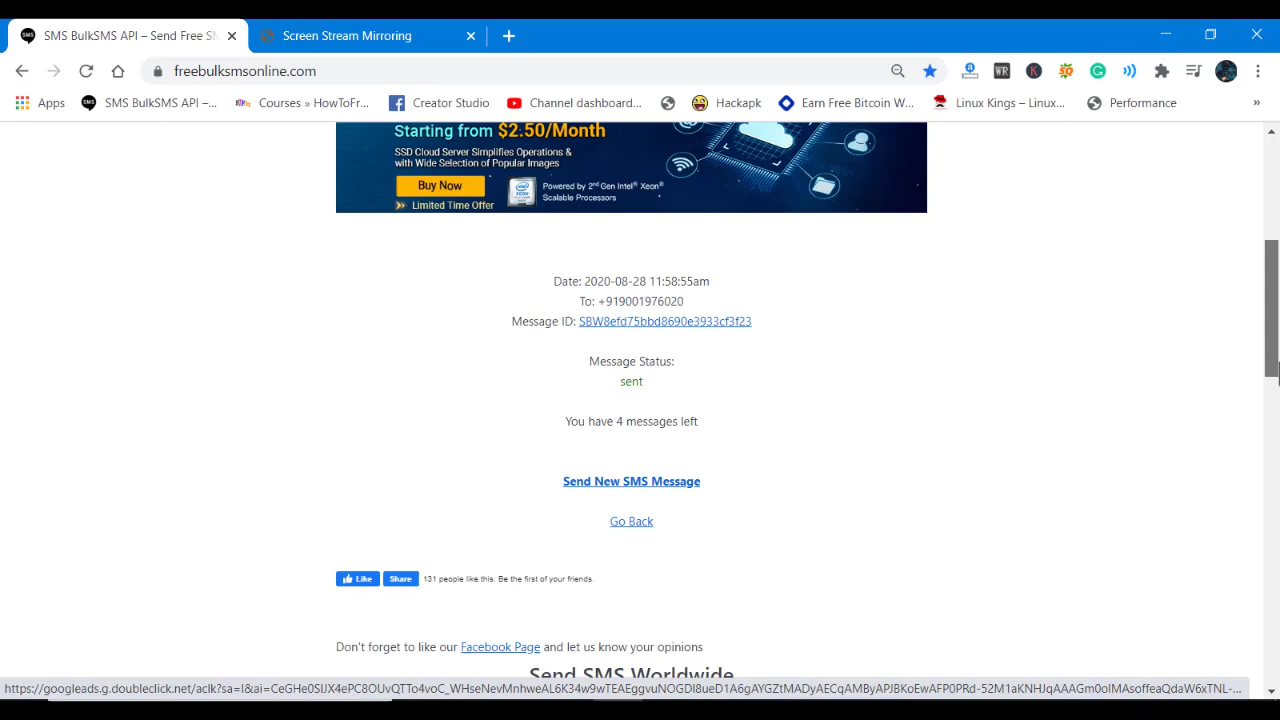 SMS BulkSMS API – Send Free SM
Screen Stream Mirroring
freebulksmsonline.com
Apps
SMS BulkSMS API –...
Courses » HowToFr...
Creator Studio
Channel dashboard...
Hackapk
Earn Free Bitcoin W...
Linux Kings – Linux...
Performance
»
Starting from $2.50/Month
SSD Cloud Server Simplifies Operations &
with Wide Selection of Popular Images
Buy Now
Powered by 2nd Gen Intel® Xeon®
Scalable Processors
Limited Time Offer
Date: 2020-08-28 11:58:55am
To: +919001976020
Message ID: SBW8efd75bbd8690e3933cf3f23
Message Status:
sent
You have 4 messages left
Send New SMS Message
Go Back
Like Share 131 people like this. Be the first of your friends.
Don't forget to like our Facebook Page and let us know your opinions
Send SMS Worldwide